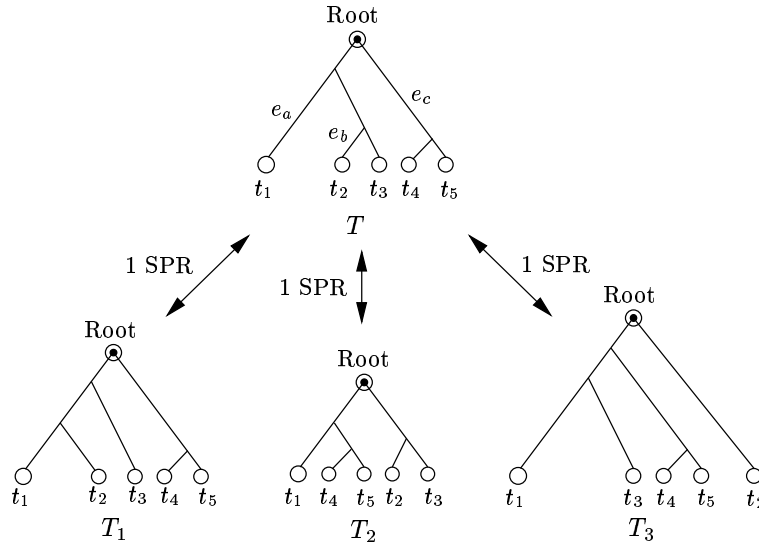 Root
e_a
e_b
e_c
t_1 t_2 t_3 t_4 t_5
T
1 SPR
1 SPR
1 SPR
Root
t_1 t_2 t_3 t_4 t_5
T_1
Root
t_1 t_4 t_5 t_2 t_3
T_2
Root
t_1 t_3 t_4 t_5 t_2
T_3